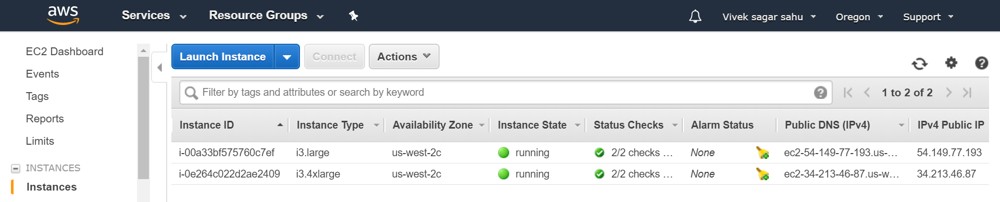 aws Services Resource Groups Vivek sagar sahu Oregon Support
EC2 Dashboard
Events
Tags
Reports
Limits
INSTANCES
Instances
Launch Instance Connect Actions
Filter by tags and attributes or search by keyword 1 to 2 of 2
Instance ID Instance Type Availability Zone Instance State Status Checks Alarm Status Public DNS (IPv4) IPv4 Public IP
i-00a33bf575760c7ef i3.large us-west-2c running 2/2 checks ... None ec2-54-149-77-193.us-... 54.149.77.193
i-0e264c022d2ae2409 i3.4xlarge us-west-2c running 2/2 checks ... None ec2-34-213-46-87.us-w... 34.213.46.87